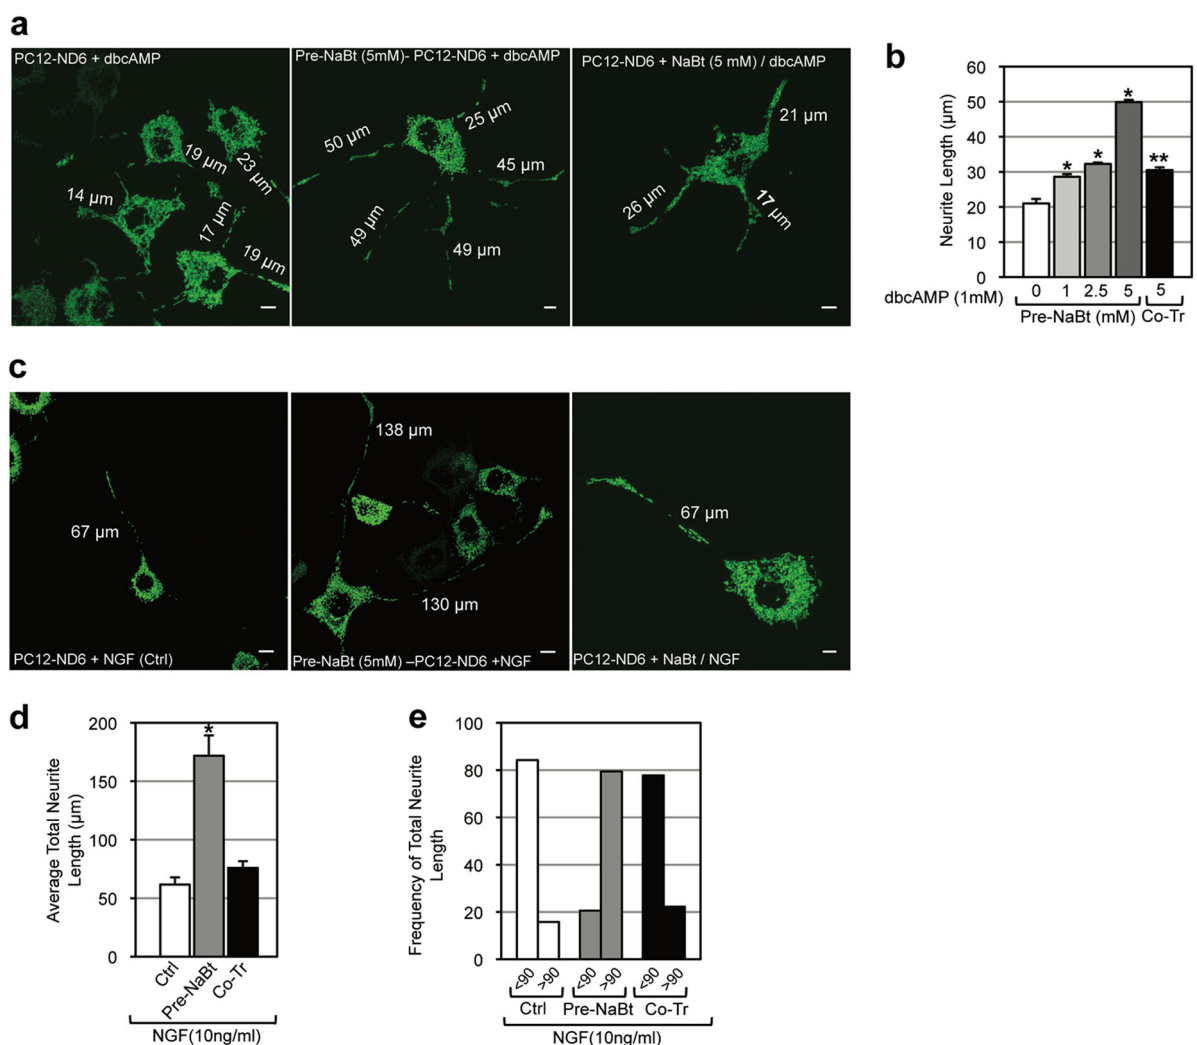 a
PC12-ND6 + dbcAMP
19 µm
23 µm
14 µm
17 µm
19 µm
Pre-NaBt (5mM)- PC12-ND6 + dbcAMP
25 µm
50 µm
45 µm
49 µm
49 µm
PC12-ND6 + NaBt (5 mM) / dbcAMP
21 µm
26 µm
17 µm
b
Neurite Length (µm)
60
50
40
30
20
10
0
*
*
*
**
dbcAMP (1mM)
0 1 2.5 5 5
Pre-NaBt (mM) Co-Tr
c
67 µm
PC12-ND6 + NGF (Ctrl)
138 µm
130 µm
Pre-NaBt (5mM) –PC12-ND6 +NGF
67 µm
PC12-ND6 + NaBt / NGF
d
Average Total Neurite
Length (µm)
200
150
100
50
0
*
Ctrl
Pre-NaBt
Co-Tr
NGF(10ng/ml)
e
Frequency of Total Neurite
Length
100
80
60
40
20
0
<90 >90 <90 >90 <90 >90
Ctrl Pre-NaBt Co-Tr
NGF(10ng/ml)